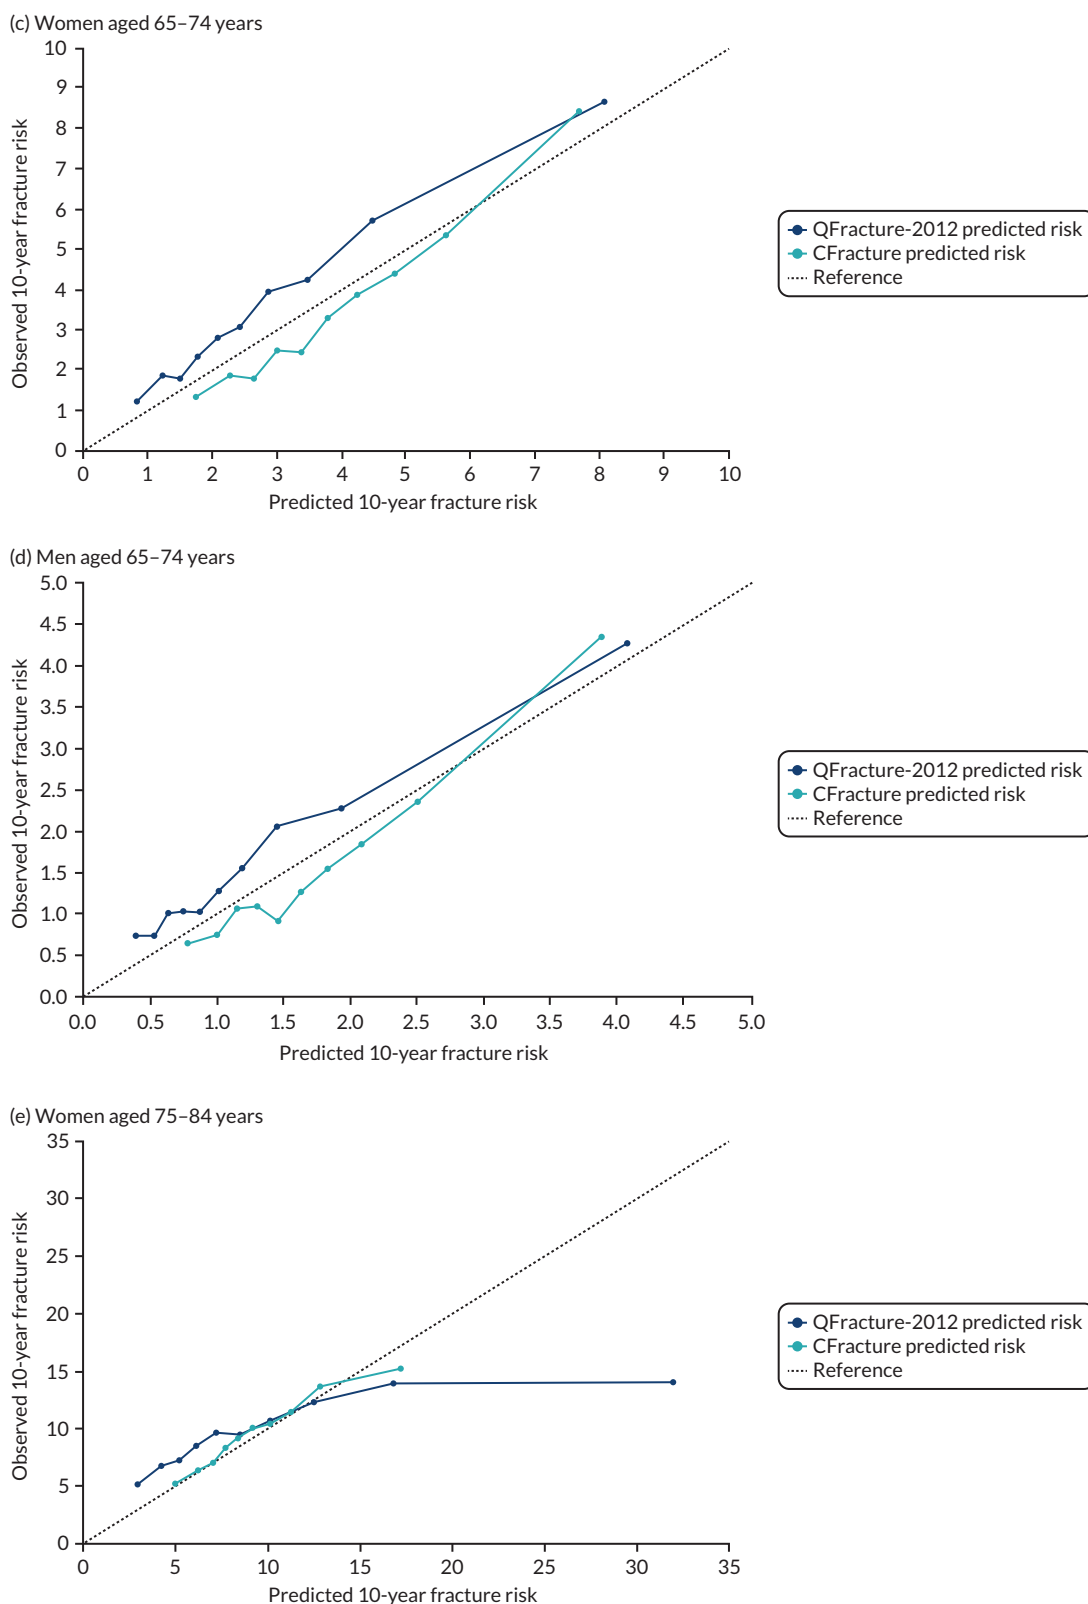 (c) Women aged 65–74 years
10
9
8
7
6
5
4
3
2
1
0
Observed 10-year fracture risk
0 1 2 3 4 5 6 7 8 9 10
Predicted 10-year fracture risk
QFracture-2012 predicted risk
CFracture predicted risk
Reference
(d) Men aged 65–74 years
5.0
4.5
4.0
3.5
3.0
2.5
2.0
1.5
1.0
0.5
0.0
Observed 10-year fracture risk
0.0 0.5 1.0 1.5 2.0 2.5 3.0 3.5 4.0 4.5 5.0
Predicted 10-year fracture risk
QFracture-2012 predicted risk
CFracture predicted risk
Reference
(e) Women aged 75–84 years
35
30
25
20
15
10
5
0
Observed 10-year fracture risk
0 5 10 15 20 25 30 35
Predicted 10-year fracture risk
QFracture-2012 predicted risk
CFracture predicted risk
Reference